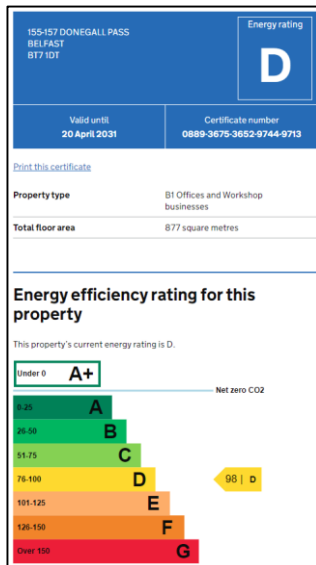 155-157 DONEGALL PASS
BELFAST
BT7 1DT
Energy rating
D
Valid until
20 April 2031
Certificate number
0889-3675-3652-9744-9713
Print this certificate
Property type
B1 Offices and Workshop
businesses
Total floor area
877 square metres
Energy efficiency rating for this
property
This property's current energy rating is D.
Under 0 A+
Net zero CO2
0-25 A
26-50 B
51-75 C
76-100 D 98 | D
101-125 E
126-150 F
Over 150 G